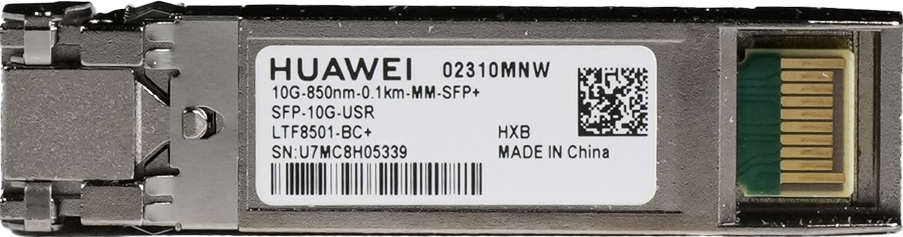 HUAWEI 02310MNW
10G-850nm-0.1km-MM-SFP+
SFP-10G-USR
LTF8501-BC+ HXB
SN:U7MC8H05339 MADE IN China